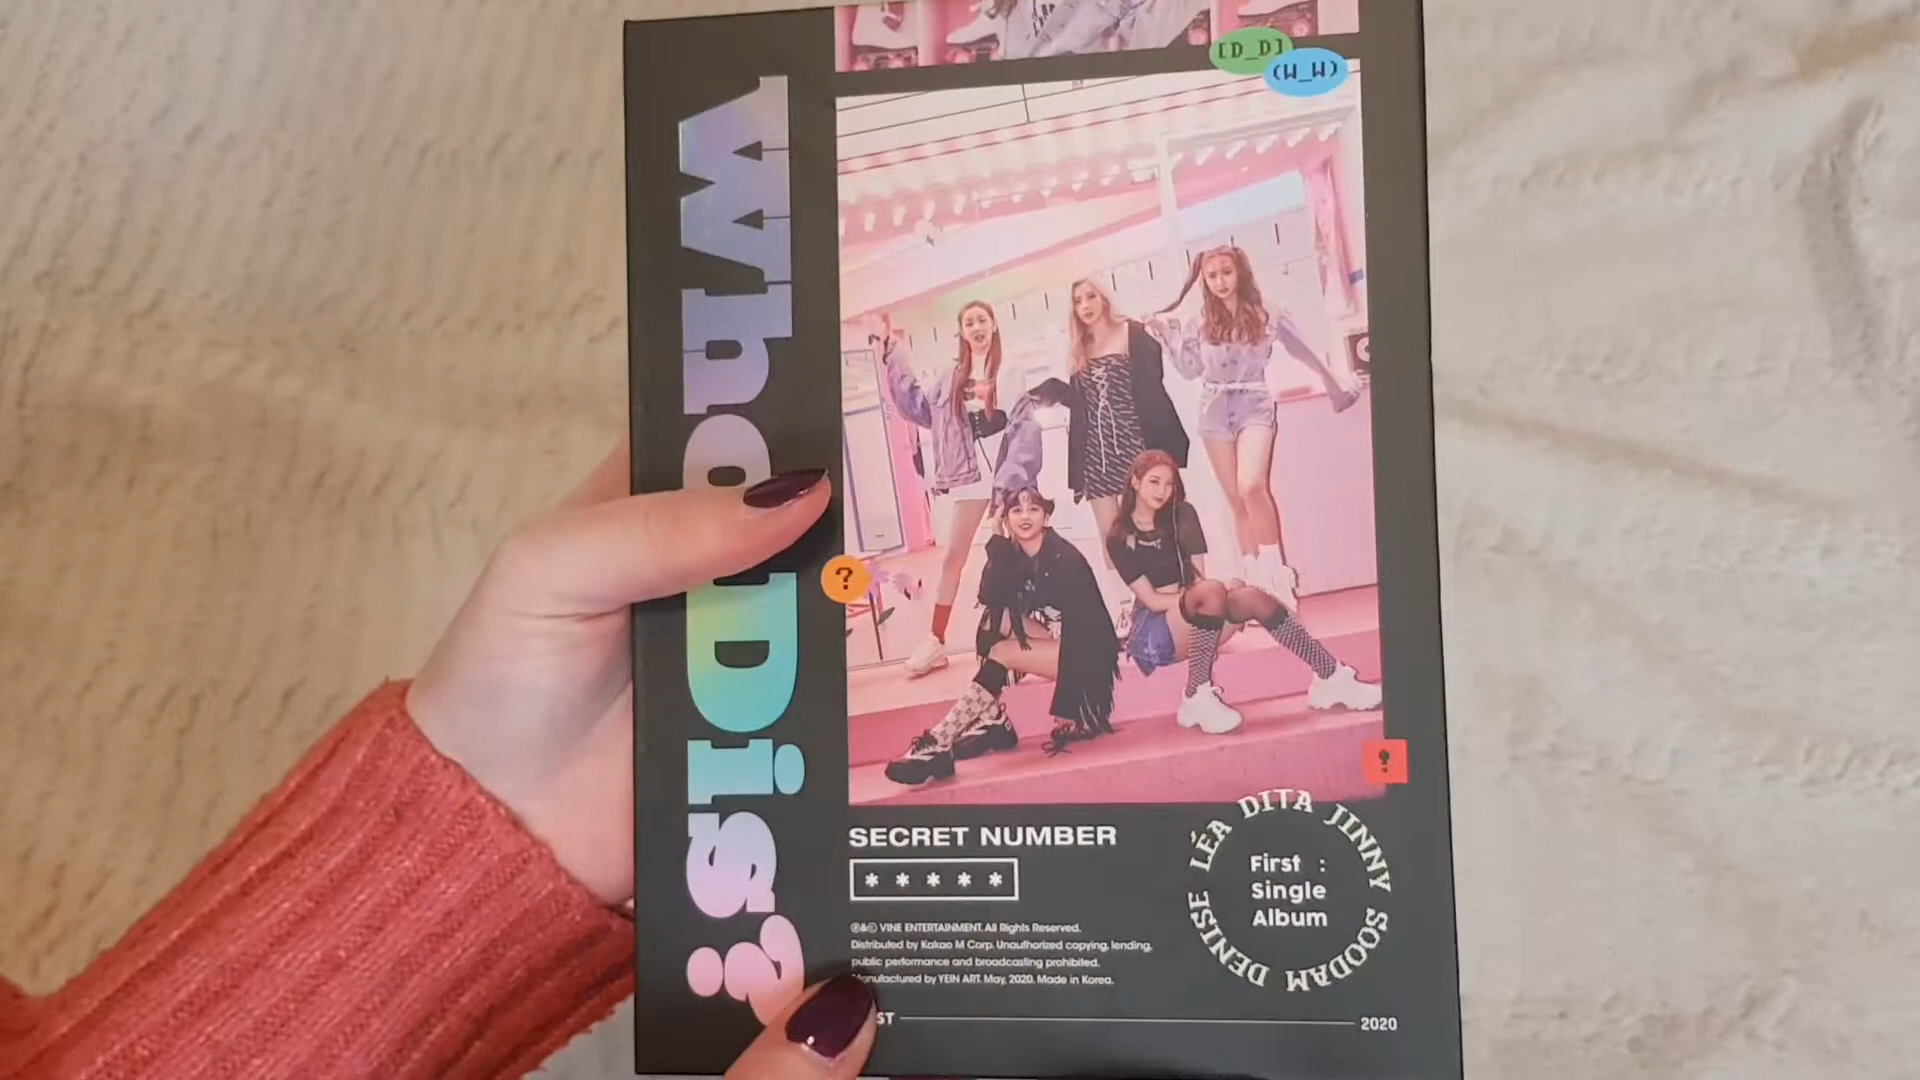 [D_D]
(W_W)
WhoDis?
?
!
SECRET NUMBER
* * * * *
℗&© VINE ENTERTAINMENT. All Rights Reserved.
Distributed by Kakao M Corp. Unauthorized copying, lending,
public performance and broadcasting prohibited.
Manufactured by YEIN ART. May, 2020. Made in Korea.
LÉA DITA JINNY SOODAM DENISE
First :
Single
Album
2020